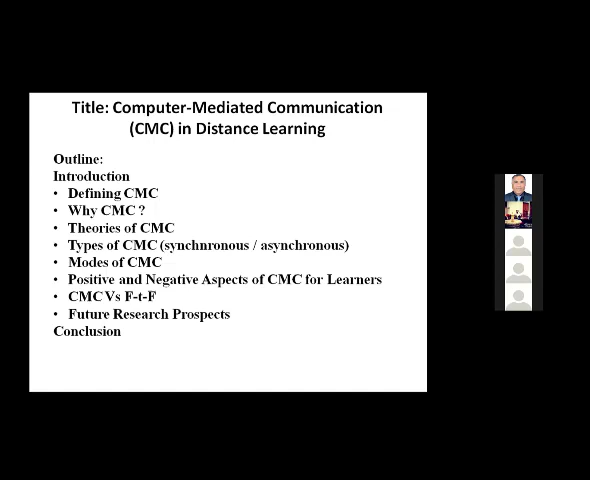 Title: Computer-Mediated Communication
(CMC) in Distance Learning
Outline:
Introduction
• Defining CMC
• Why CMC ?
• Theories of CMC
• Types of CMC (synchnronous / asynchronous)
• Modes of CMC
• Positive and Negative Aspects of CMC for Learners
• CMC Vs F-t-F
• Future Research Prospects
Conclusion